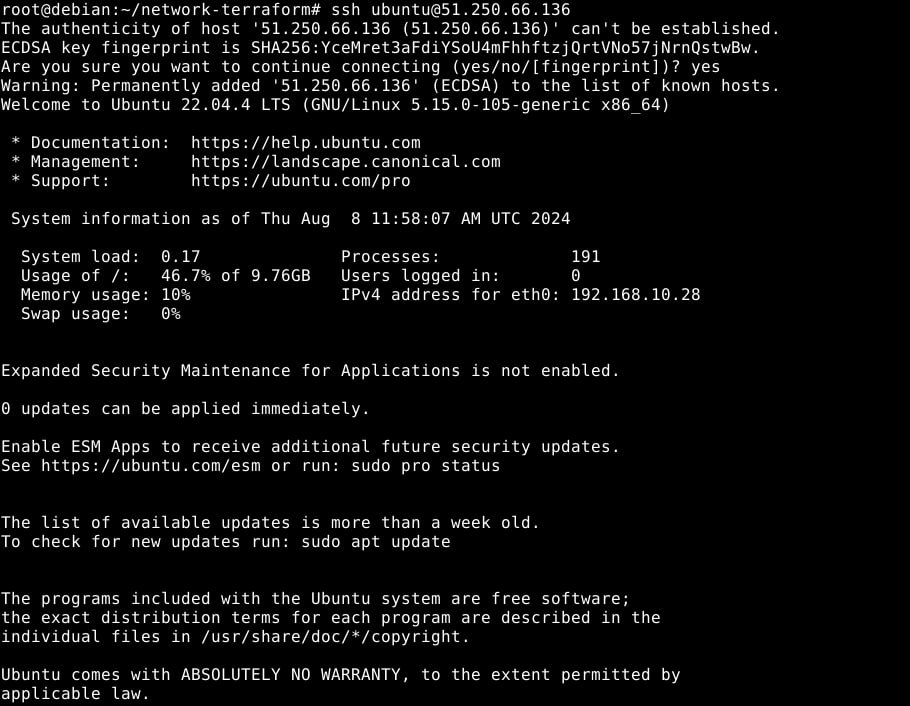 root@debian:~/network-terraform# ssh ubuntu@51.250.66.136
The authenticity of host '51.250.66.136 (51.250.66.136)' can't be established.
ECDSA key fingerprint is SHA256:YceMret3aFdiYSoU4mFhhftzjQrtVNo57jNrnQstwBw.
Are you sure you want to continue connecting (yes/no/[fingerprint])? yes
Warning: Permanently added '51.250.66.136' (ECDSA) to the list of known hosts.
Welcome to Ubuntu 22.04.4 LTS (GNU/Linux 5.15.0-105-generic x86_64)

 * Documentation:  https://help.ubuntu.com
 * Management:     https://landscape.canonical.com
 * Support:        https://ubuntu.com/pro

 System information as of Thu Aug  8 11:58:07 AM UTC 2024

  System load:  0.17              Processes:             191
  Usage of /:   46.7% of 9.76GB   Users logged in:       0
  Memory usage: 10%               IPv4 address for eth0: 192.168.10.28
  Swap usage:   0%


Expanded Security Maintenance for Applications is not enabled.

0 updates can be applied immediately.

Enable ESM Apps to receive additional future security updates.
See https://ubuntu.com/esm or run: sudo pro status


The list of available updates is more than a week old.
To check for new updates run: sudo apt update


The programs included with the Ubuntu system are free software;
the exact distribution terms for each program are described in the
individual files in /usr/share/doc/*/copyright.

Ubuntu comes with ABSOLUTELY NO WARRANTY, to the extent permitted by
applicable law.